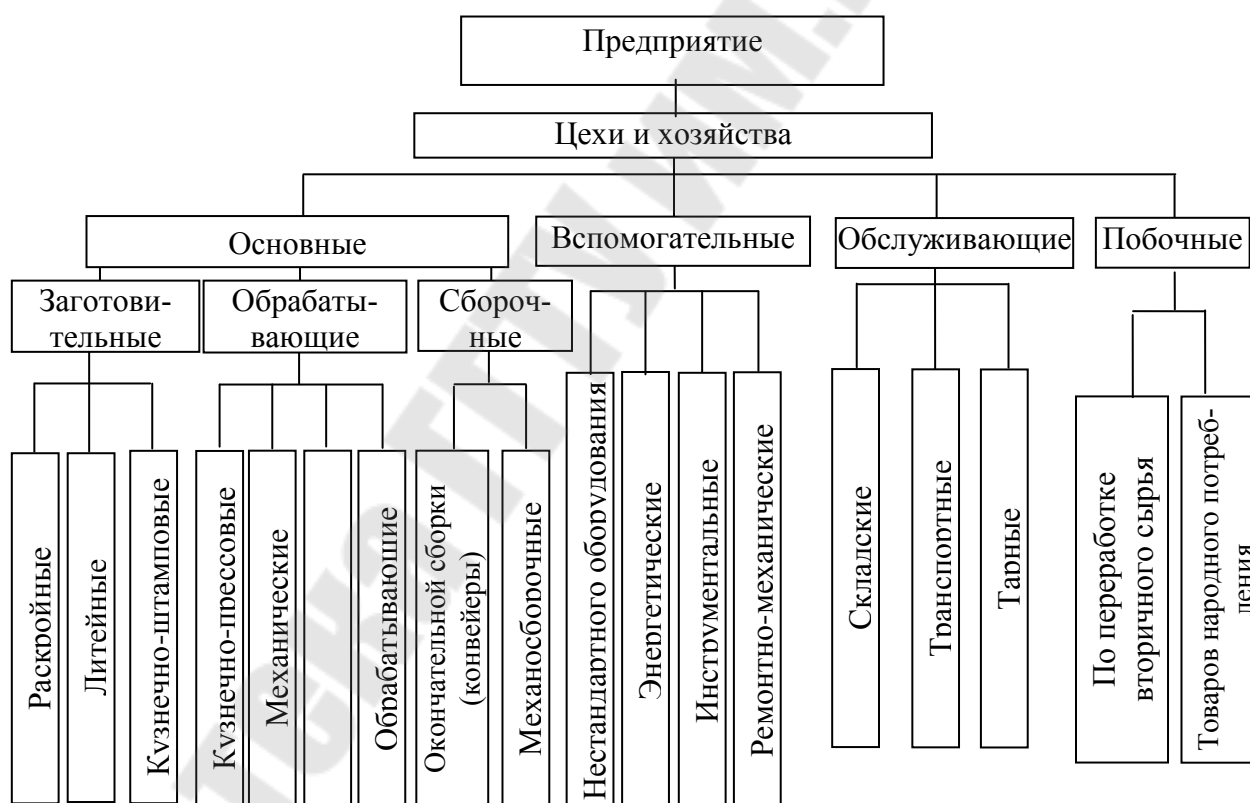 Предприятие
Цехи и хозяйства
Основные
Вспомогательные
Обслуживающие
Побочные
Заготови-
тельные
Обрабаты-
вающие
Сбороч-
ные
Раскройные
Литейные
Кузнечно-штамповые
Кузнечно-прессовые
Механические
Обрабатывающие
Окончательной сборки
(конвейеры)
Механосборочные
Нестандартного оборудования
Энергетические
Инструментальные
Ремонтно-механические
Складские
Транспортные
Тарные
По переработке
вторичного сырья
Товаров народного потреб-
ления